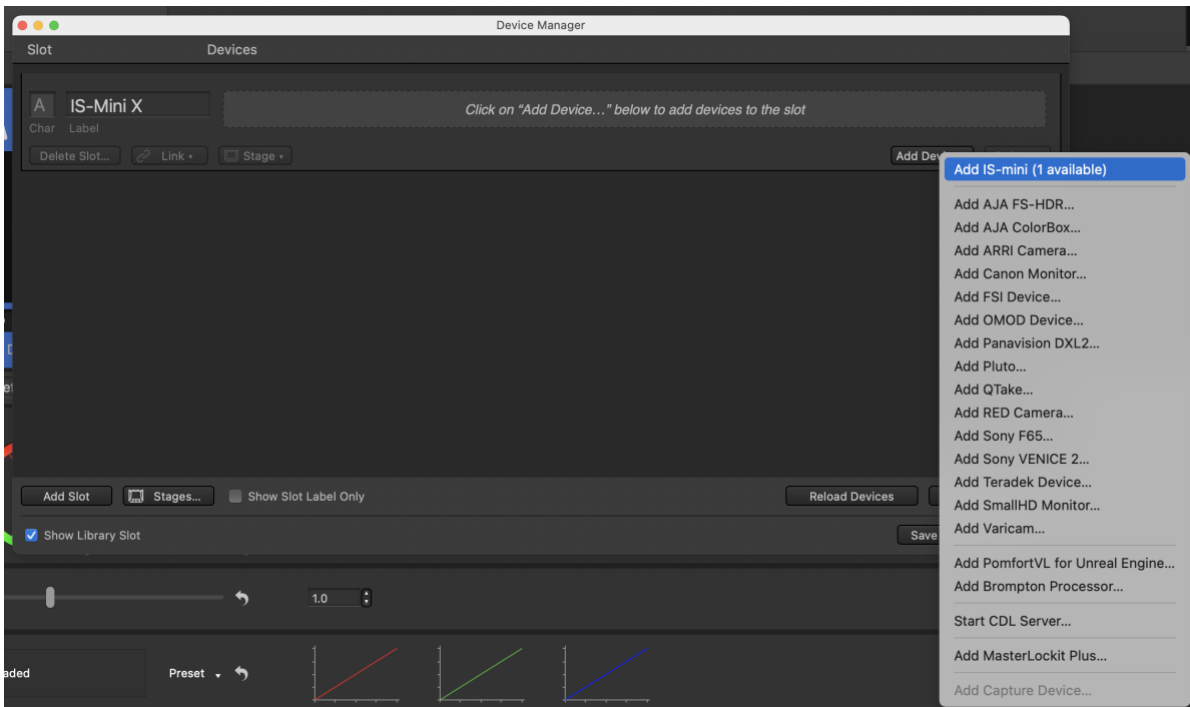 Device Manager
Slot Devices
A IS-Mini X Click on "Add Device…" below to add devices to the slot
Char Label
Delete Slot... Link Stage Add Dev
Add IS-mini (1 available)
Add AJA FS-HDR...
Add AJA ColorBox...
Add ARRI Camera...
Add Canon Monitor...
Add FSI Device...
Add OMOD Device...
Add Panavision DXL2...
Add Pluto...
Add QTake...
Add RED Camera...
Add Sony F65...
Add Sony VENICE 2...
Add Teradek Device...
Add SmallHD Monitor...
Add Varicam...
Add PomfortVL for Unreal Engine...
Add Brompton Processor...
Start CDL Server...
Add MasterLockit Plus...
Add Capture Device...
Add Slot Stages... Show Slot Label Only Reload Devices
Show Library Slot Save
1.0
aded Preset